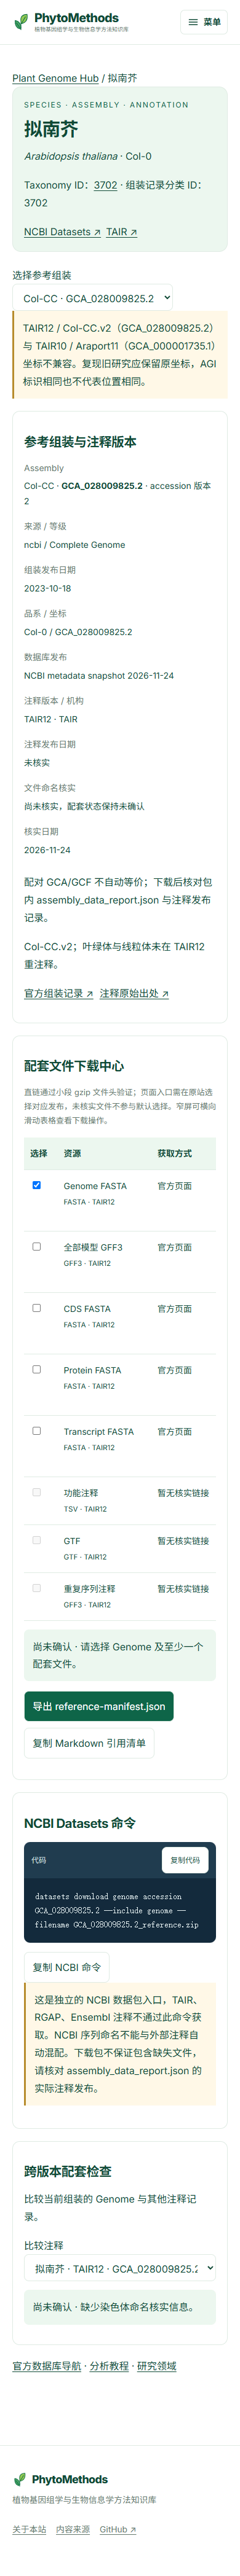 PhytoMethods
植物基因组学与生物信息学方法知识库
菜单
Plant Genome Hub / 拟南芥
SPECIES · ASSEMBLY · ANNOTATION
拟南芥
Arabidopsis thaliana · Col-0
Taxonomy ID：3702 · 组装记录分类 ID：
3702
NCBI Datasets ↗ TAIR ↗
选择参考组装
Col-CC · GCA_028009825.2
TAIR12 / Col-CC.v2（GCA_028009825.2）
与 TAIR10 / Araport11（GCA_000001735.1）
坐标不兼容。复现旧研究应保留原坐标，AGI
标识相同也不代表位置相同。
参考组装与注释版本
Assembly
Col-CC · GCA_028009825.2 · accession 版本
2
来源 / 等级
ncbi / Complete Genome
组装发布日期
2023-10-18
品系 / 坐标
Col-0 / GCA_028009825.2
数据库发布
NCBI metadata snapshot 2026-11-24
注释版本 / 机构
TAIR12 · TAIR
注释发布日期
未核实
文件命名核实
尚未核实，配套状态保持未确认
核实日期
2026-11-24
配对 GCA/GCF 不自动等价；下载后核对包
内 assembly_data_report.json 与注释发布
记录。
Col-CC.v2；叶绿体与线粒体未在 TAIR12
重注释。
官方组装记录 ↗ 注释原始出处 ↗
配套文件下载中心
直链通过小段 gzip 文件头验证；页面入口需在原站选
择对应发布，未核实文件不参与默认选择。窄屏可横向
滑动表格查看下载操作。
选择 资源 获取方式
Genome FASTA 官方页面
FASTA · TAIR12
全部模型 GFF3 官方页面
GFF3 · TAIR12
CDS FASTA 官方页面
FASTA · TAIR12
Protein FASTA 官方页面
FASTA · TAIR12
Transcript FASTA 官方页面
FASTA · TAIR12
功能注释 暂无核实链接
TSV · TAIR12
GTF 暂无核实链接
GTF · TAIR12
重复序列注释 暂无核实链接
GFF3 · TAIR12
尚未确认 · 请选择 Genome 及至少一个
配套文件。
导出 reference-manifest.json
复制 Markdown 引用清单
NCBI Datasets 命令
代码 复制代码
datasets download genome accession
GCA_028009825.2 --include genome --
filename GCA_028009825.2_reference.zip
复制 NCBI 命令
这是独立的 NCBI 数据包入口，TAIR、
RGAP、Ensembl 注释不通过此命令获
取。NCBI 序列命名不能与外部注释自
动混配。下载包不保证包含缺失文件，
请核对 assembly_data_report.json 的
实际注释发布。
跨版本配套检查
比较当前组装的 Genome 与其他注释记
录。
比较注释
拟南芥 · TAIR12 · GCA_028009825.2
尚未确认 · 缺少染色体命名核实信息。
官方数据库导航 · 分析教程 · 研究领域
PhytoMethods
植物基因组学与生物信息学方法知识库
关于本站 内容来源 GitHub ↗